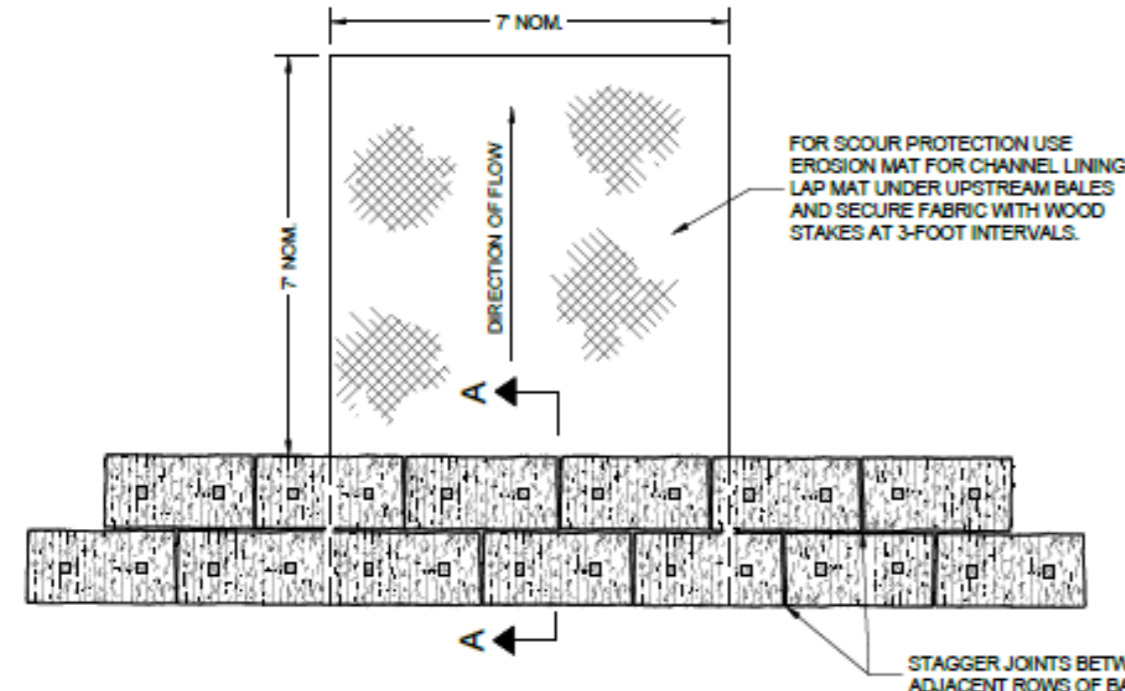 7' NOM.
FOR SCOUR PROTECTION USE
EROSION MAT FOR CHANNEL LINING
LAP MAT UNDER UPSTREAM BALES
AND SECURE FABRIC WITH WOOD
STAKES AT 3-FOOT INTERVALS.
7' NOM.
DIRECTION OF FLOW
A
A
STAGGER JOINTS
ADJACENT ROWS OF